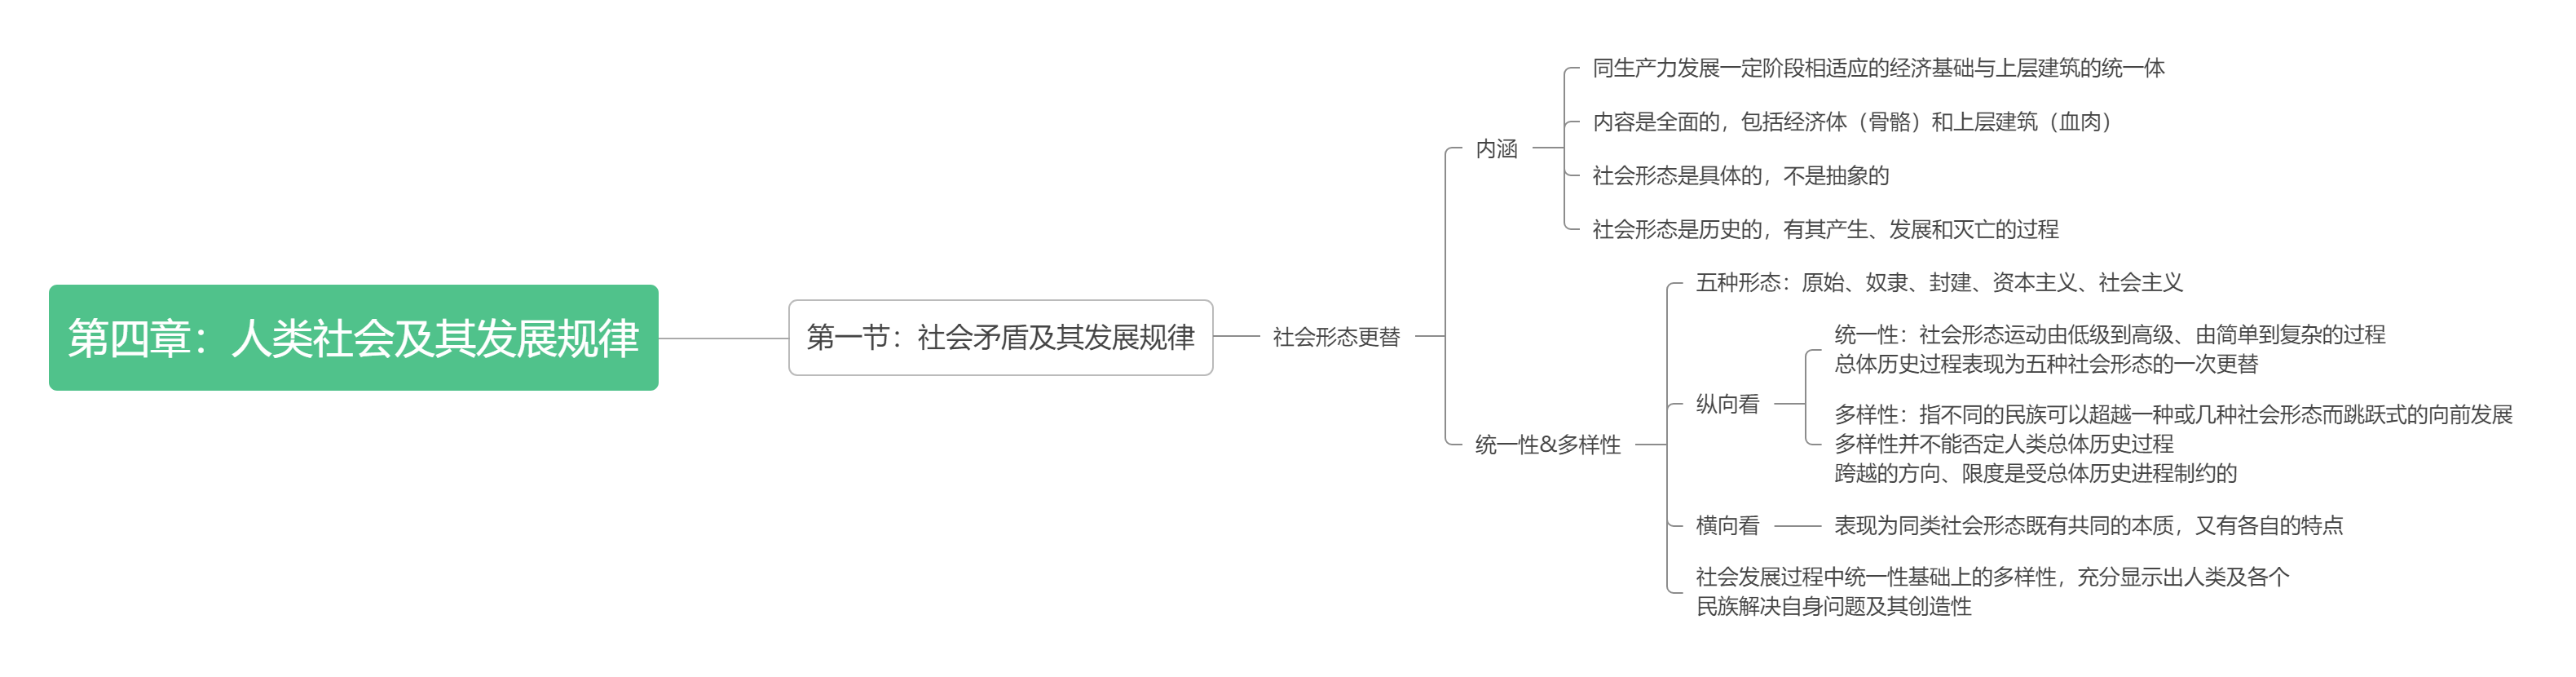 第四章：人类社会及其发展规律
第一节：社会矛盾及其发展规律
社会形态更替
内涵
同生产力发展一定阶段相适应的经济基础与上层建筑的统一体
内容是全面的，包括经济体（骨骼）和上层建筑（血肉）
社会形态是具体的，不是抽象的
社会形态是历史的，有其产生、发展和灭亡的过程
统一性&多样性
五种形态：原始、奴隶、封建、资本主义、社会主义
纵向看
统一性：社会形态运动由低级到高级、由简单到复杂的过程
总体历史过程表现为五种社会形态的一次更替
多样性：指不同的民族可以超越一种或几种社会形态而跳跃式的向前发展
多样性并不能否定人类总体历史过程
跨越的方向、限度是受总体历史进程制约的
横向看
表现为同类社会形态既有共同的本质，又有各自的特点
社会发展过程中统一性基础上的多样性，充分显示出人类及各个
民族解决自身问题及其创造性